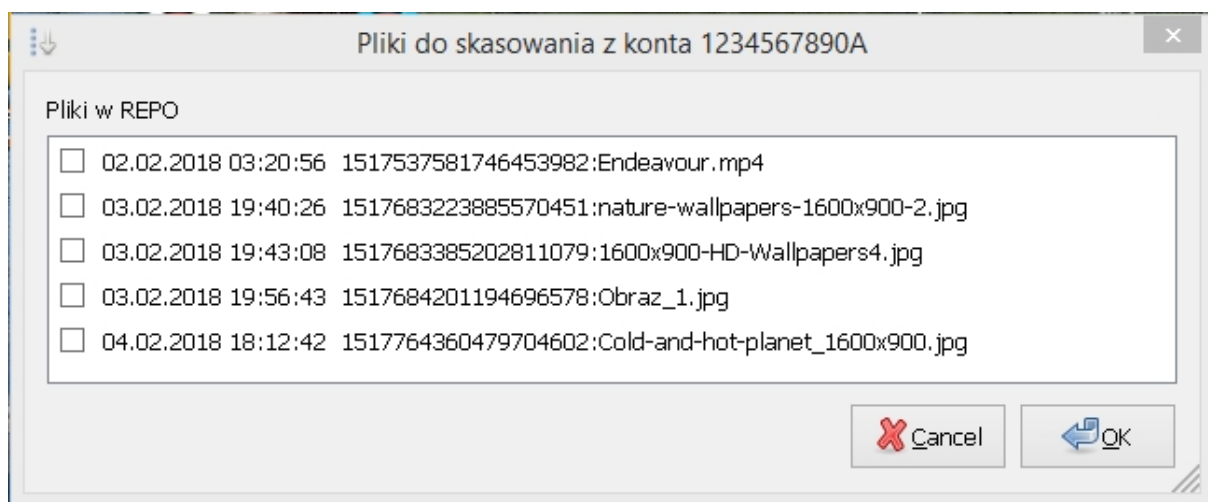 Pliki do skasowania z konta 1234567890A
Pliki w REPO
02.02.2018 03:20:56 1517537581746453982:Endeavour.mp4
03.02.2018 19:40:26 1517683223885570451:nature-wallpapers-1600x900-2.jpg
03.02.2018 19:43:08 1517683385202811079:1600x900-HD-Wallpapers4.jpg
03.02.2018 19:56:43 1517684201194696578:Obraz_1.jpg
04.02.2018 18:12:42 1517764360479704602:Cold-and-hot-planet_1600x900.jpg
Cancel OK